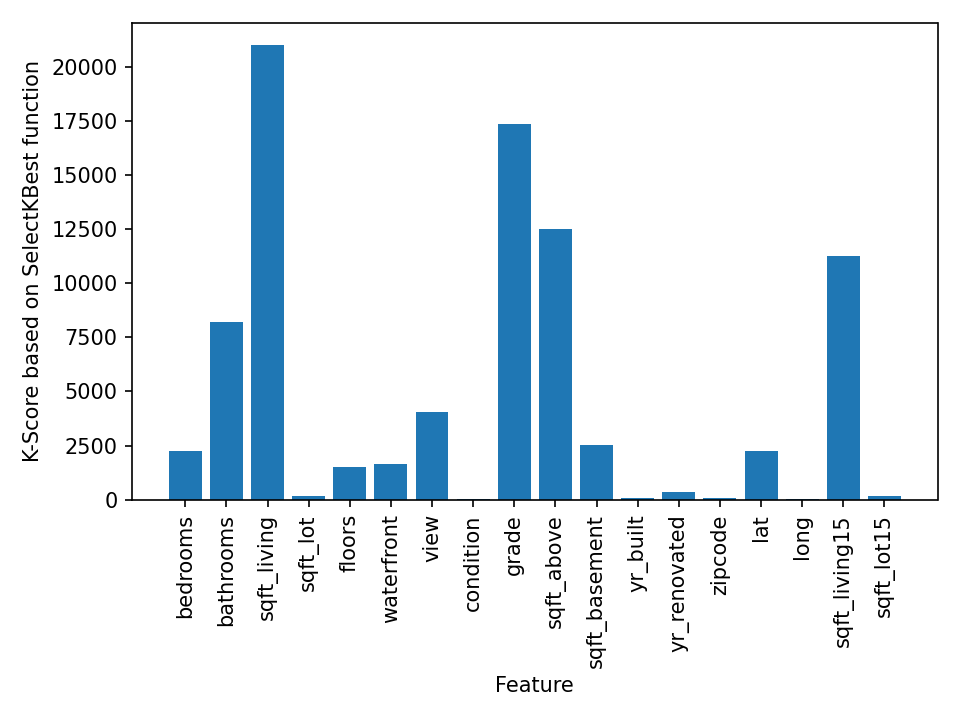 K-Score based on SelectKBest function
20000
17500
15000
12500
10000
7500
5000
2500
0
bedrooms
bathrooms
sqft_living
sqft_lot
floors
waterfront
view
condition
grade
sqft_above
sqft_basement
yr_built
yr_renovated
zipcode
lat
long
sqft_living15
sqft_lot15
Feature